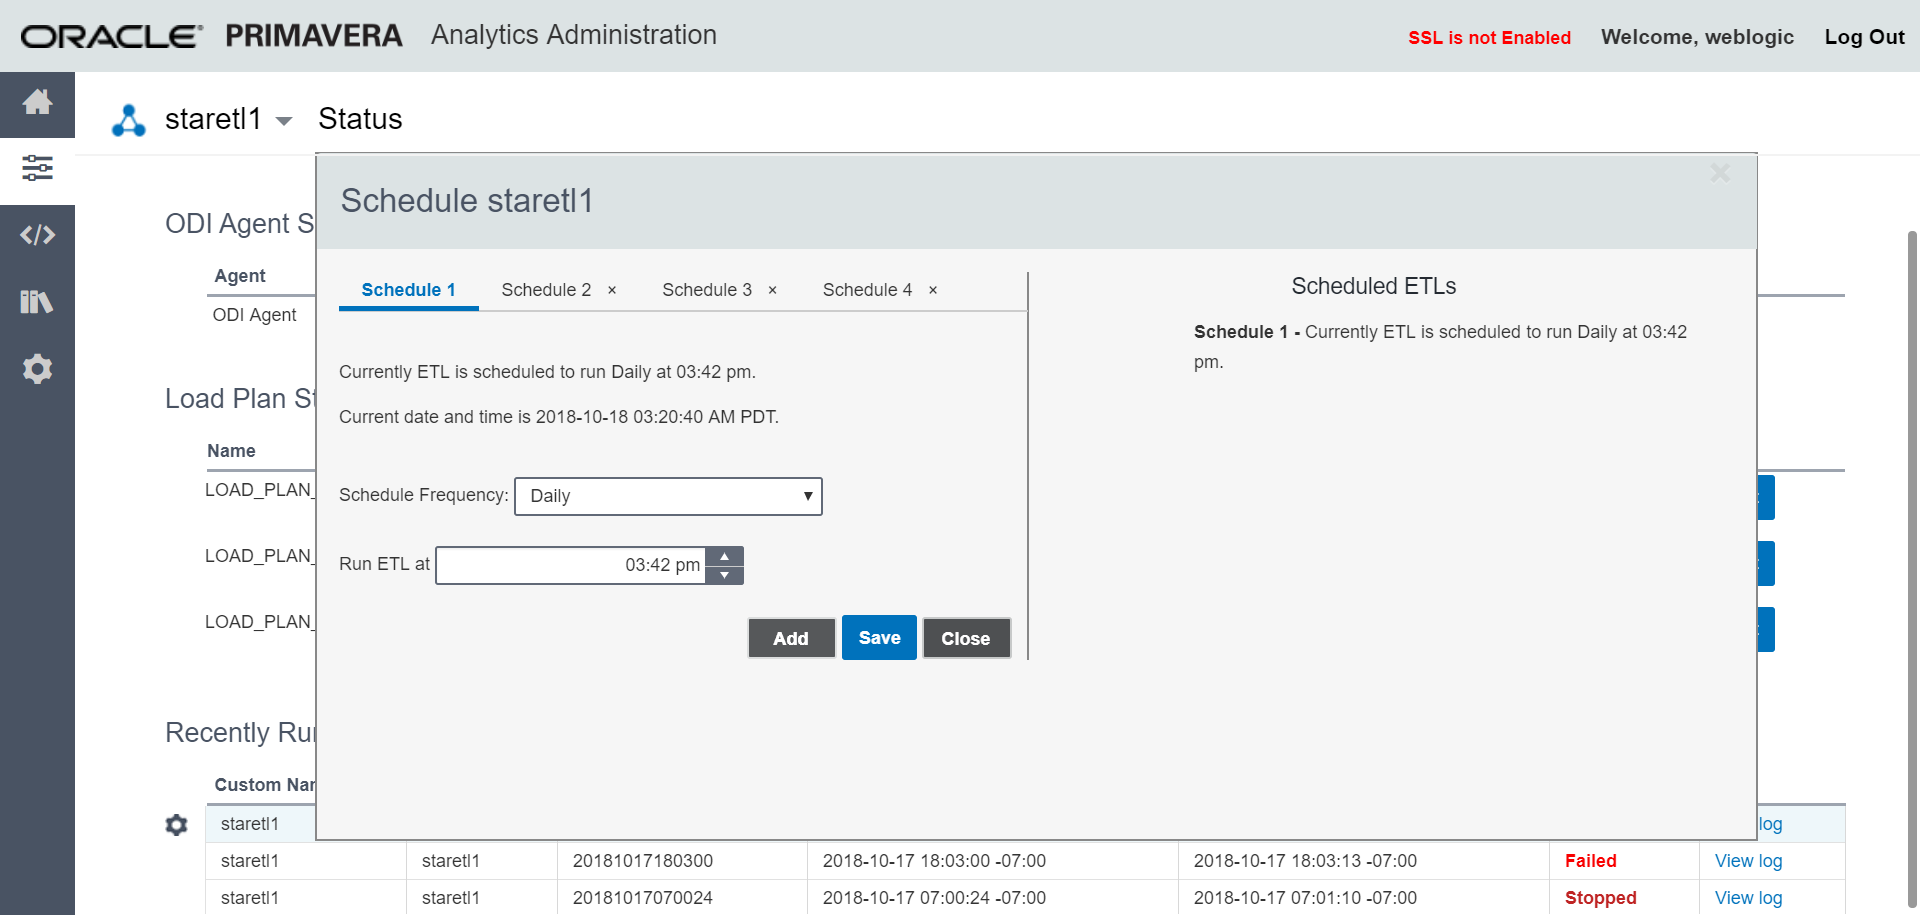 ORACLE PRIMAVERA Analytics Administration
SSL is not Enabled Welcome, weblogic Log Out
staretl1 Status
Schedule staretl1
ODI Agent S
Agent
ODI Agent
Schedule 1 Schedule 2 × Schedule 3 × Schedule 4 ×
Currently ETL is scheduled to run Daily at 03:42 pm.
Current date and time is 2018-10-18 03:20:40 AM PDT.
Schedule Frequency: Daily
Run ETL at 03:42 pm
Add Save Close
Scheduled ETLs
Schedule 1 - Currently ETL is scheduled to run Daily at 03:42
pm.
Load Plan St
Name
LOAD_PLAN_
LOAD_PLAN_
LOAD_PLAN_
Recently Ru
Custom Nar
staretl1 log
staretl1 staretl1 20181017180300 2018-10-17 18:03:00 -07:00 2018-10-17 18:03:13 -07:00 Failed View log
staretl1 staretl1 20181017070024 2018-10-17 07:00:24 -07:00 2018-10-17 07:01:10 -07:00 Stopped View log